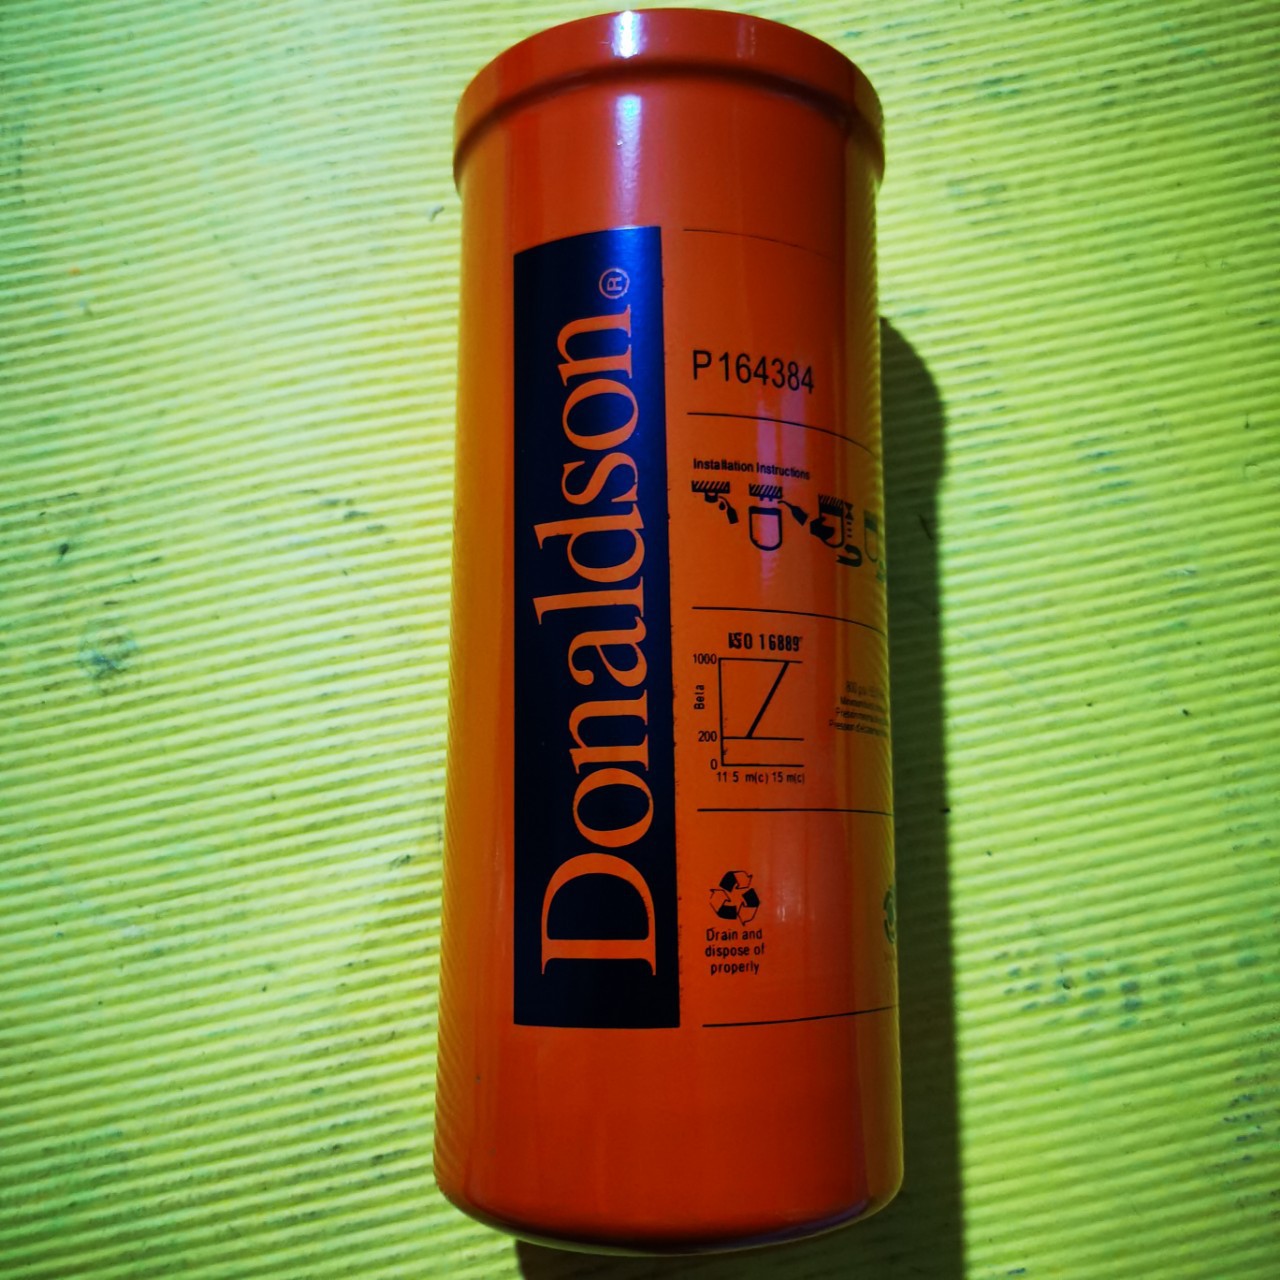 Donaldson®
P164384
Installation Instructions
ISO 16889
1000
Beta
200
0
11 5 m(c) 15 m(c)
Drain and
dispose of
properly